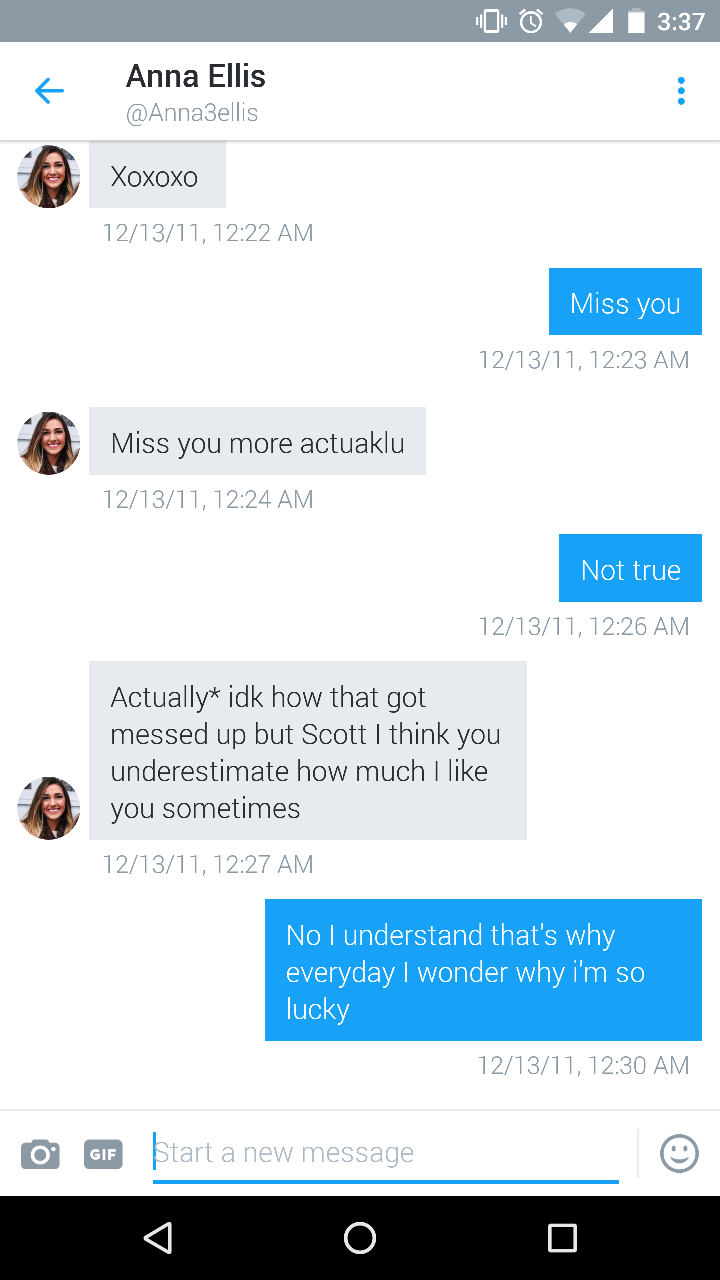 3:37
Anna Ellis
@Anna3ellis
Xoxoxo
12/13/11, 12:22 AM
Miss you
12/13/11, 12:23 AM
Miss you more actuaklu
12/13/11, 12:24 AM
Not true
12/13/11, 12:26 AM
Actually* idk how that got
messed up but Scott I think you
underestimate how much I like
you sometimes
12/13/11, 12:27 AM
No I understand that's why
everyday I wonder why i'm so
lucky
12/13/11, 12:30 AM
GIF
Start a new message